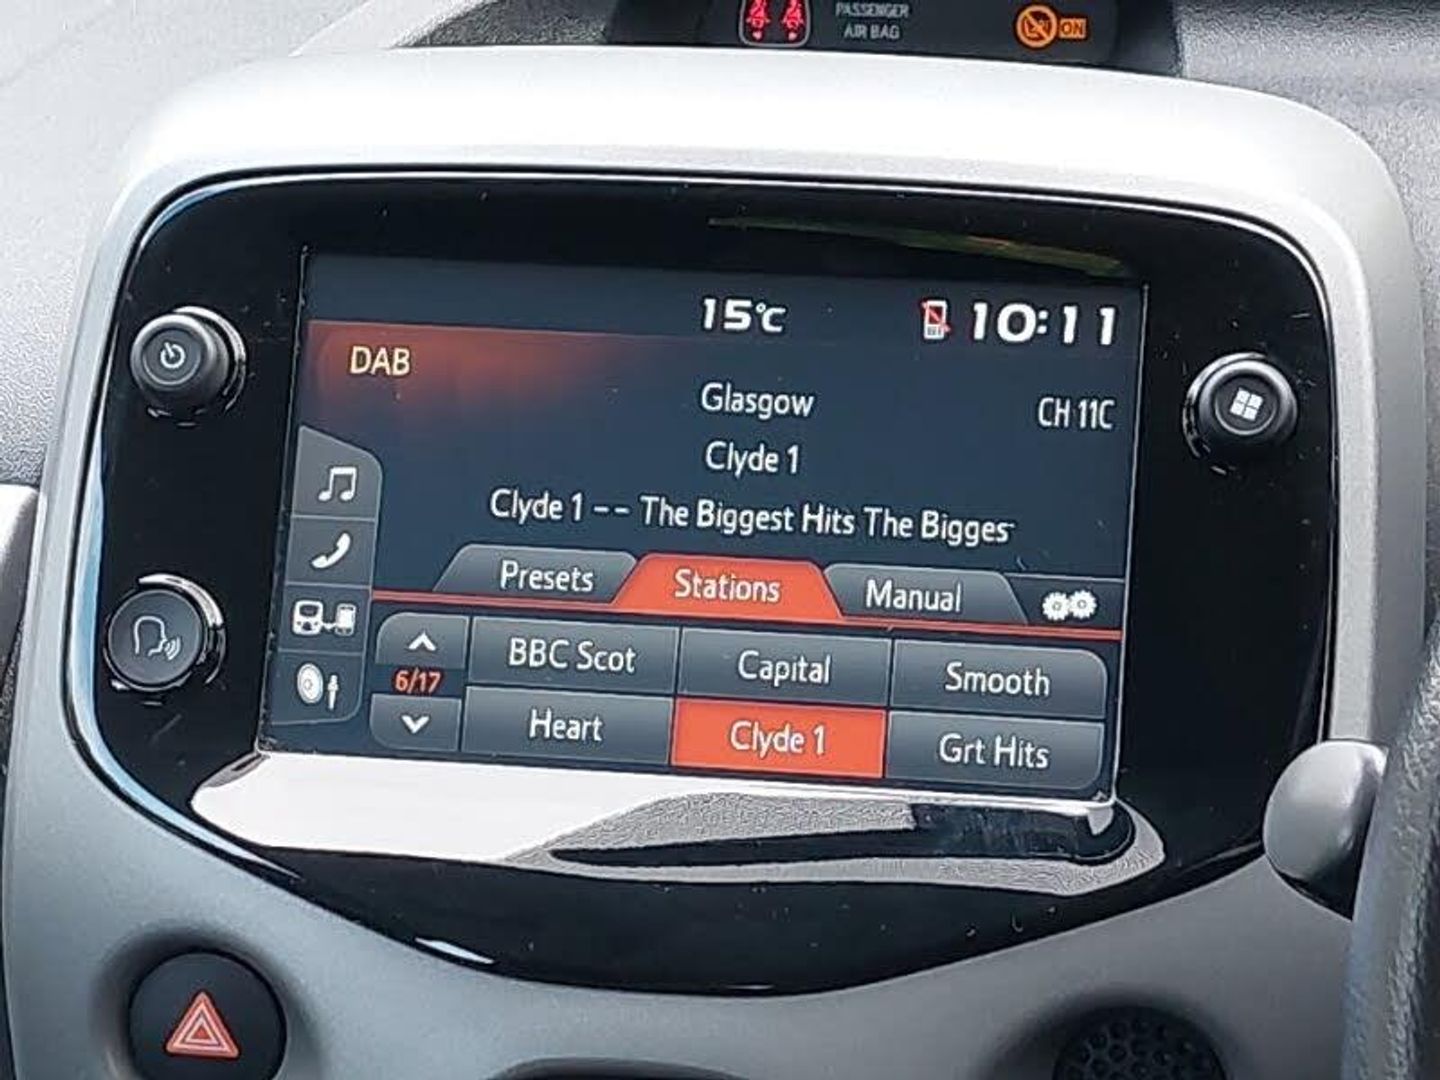 PASSENGER
AIR BAG
ON
15°C
10:11
DAB
Glasgow
CH 11C
Clyde 1
Clyde 1 -- The Biggest Hits The Bigges
Presets
Stations
Manual
6/17
BBC Scot
Capital
Smooth
Heart
Clyde 1
Grt Hits